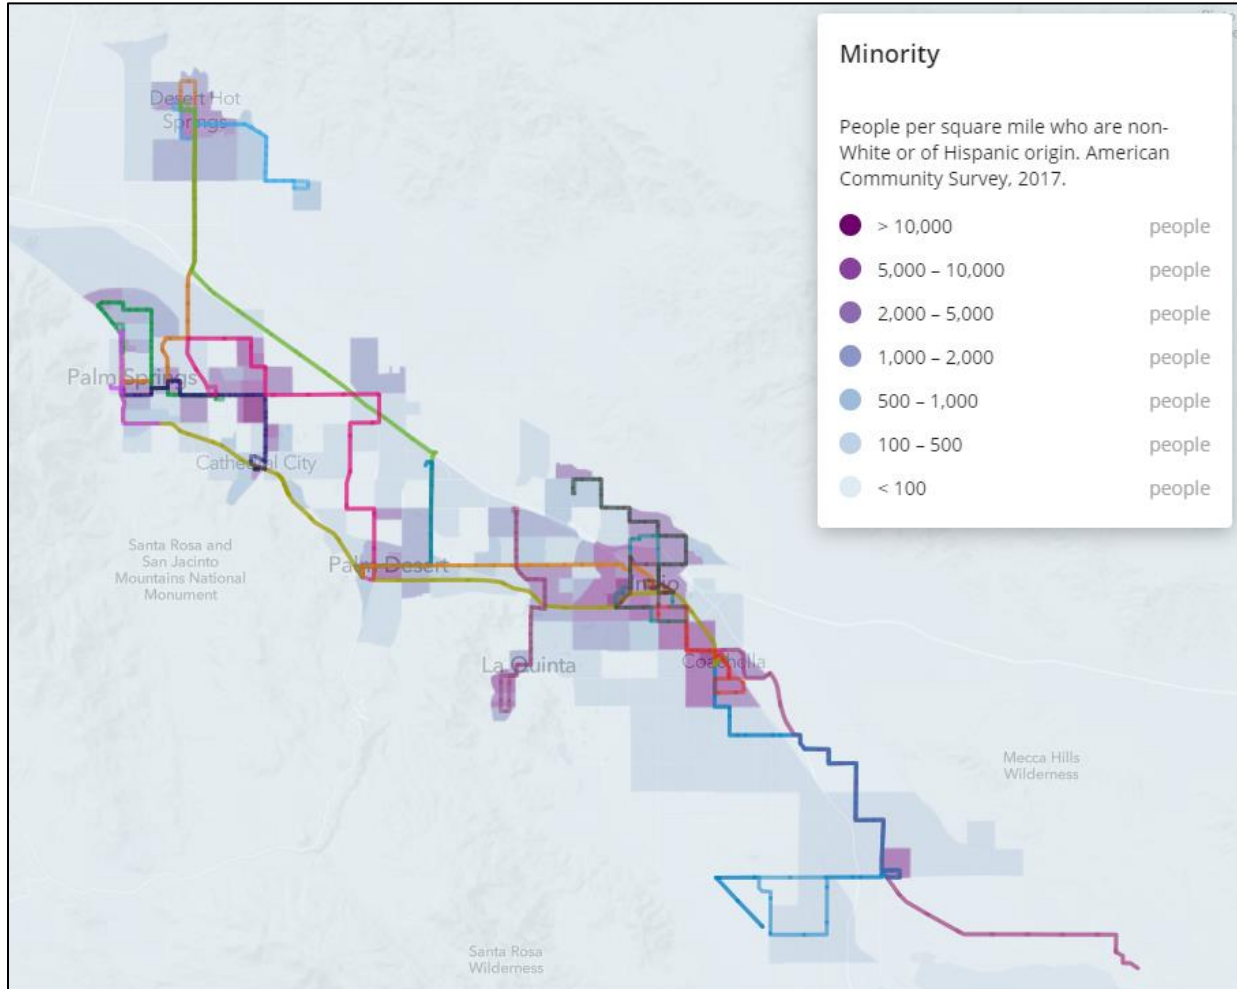 Minority
People per square mile who are non-
White or of Hispanic origin. American
Community Survey, 2017.
> 10,000 people
5,000 – 10,000 people
2,000 – 5,000 people
1,000 – 2,000 people
500 – 1,000 people
100 – 500 people
< 100 people
Desert Hot
Springs
Palm Springs
Cathedral City
Santa Rosa and
San Jacinto
Mountains National
Monument
Palm Desert
Indio
La Quinta
Coachella
Mecca Hills
Wilderness
Santa Rosa
Wilderness